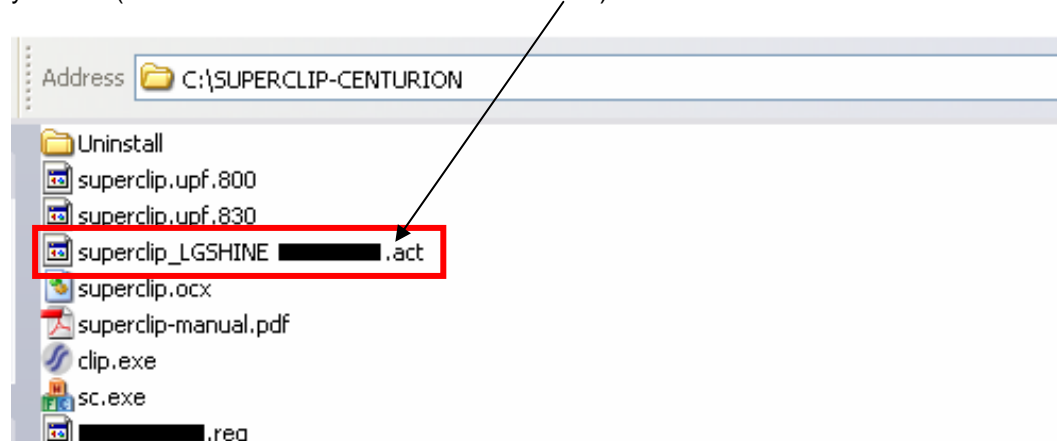 Address C:\SUPERCLIP-CENTURION
Uninstall
superclip.upf.800
superclip.upf.830
superclip_LGSHINE .act
superclip.ocx
superclip-manual.pdf
clip.exe
sc.exe
.reg